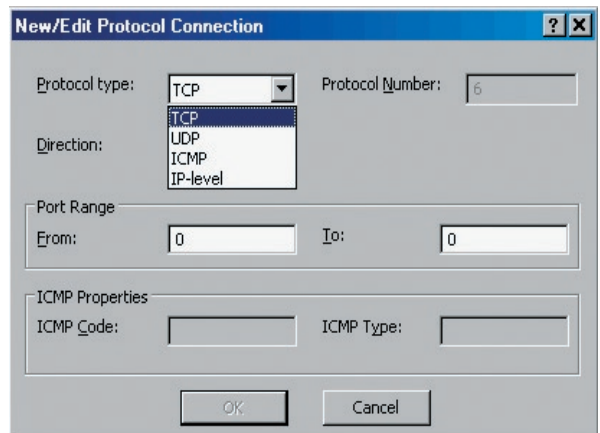 New/Edit Protocol Connection
Protocol type: TCP Protocol Number: 6
TCP
UDP
Direction:
ICMP
IP-level
Port Range
From: 0 To: 0
ICMP Properties
ICMP Code: ICMP Type:
OK Cancel